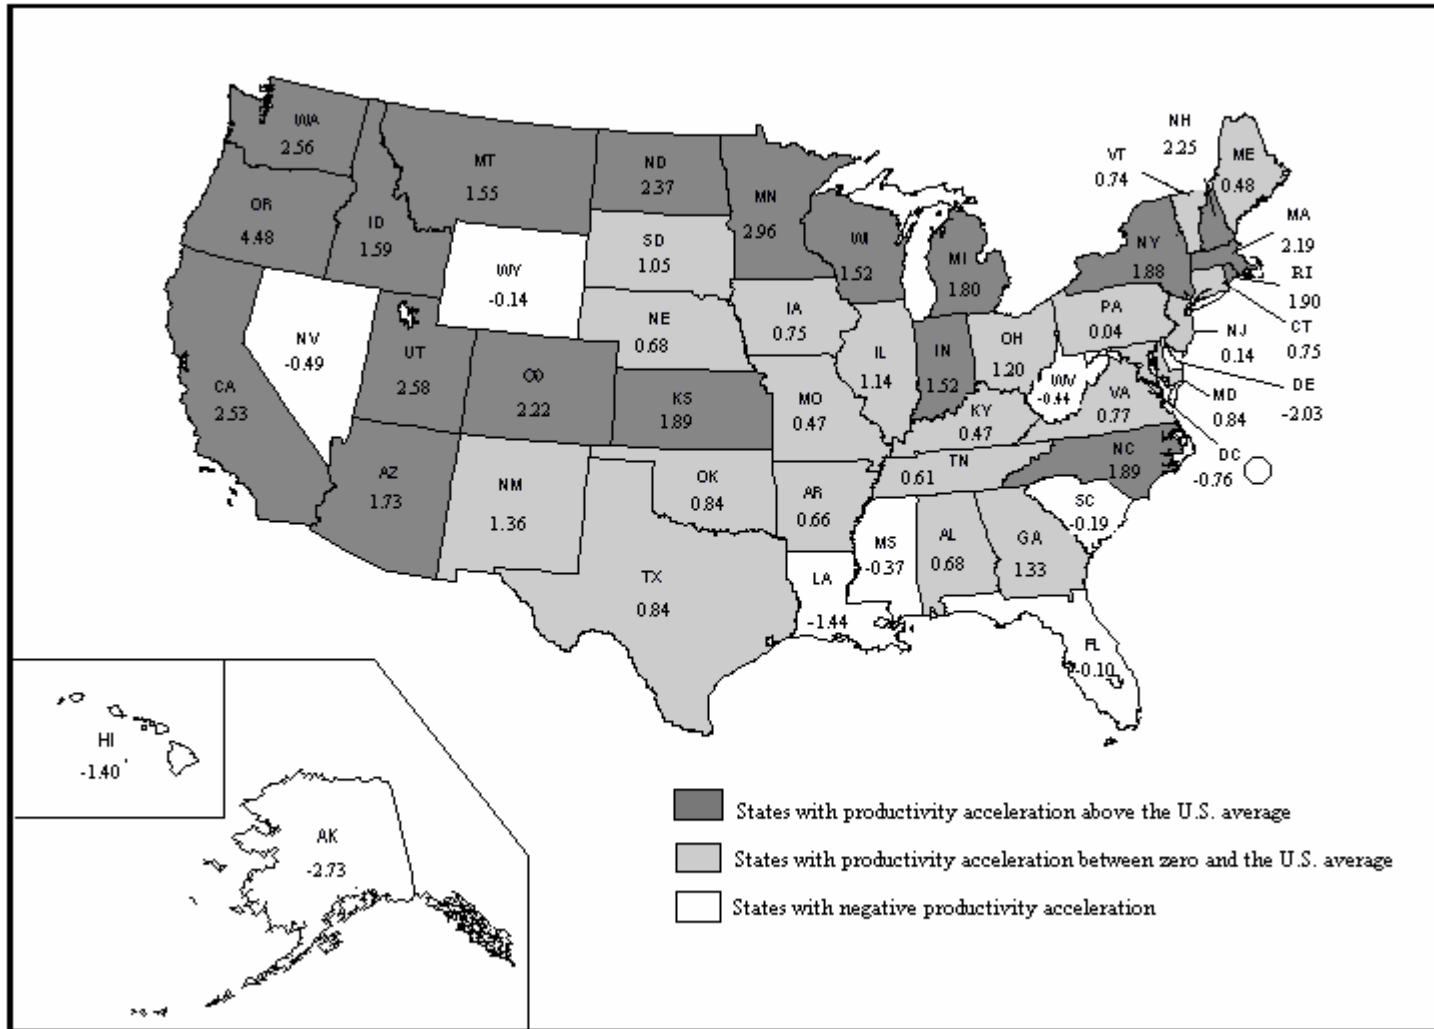 WA
2.56
OR
4.48
CA
2.53
NV
-0.49
ID
1.59
MT
1.55
WY
-0.14
UT
2.58
CO
2.22
AZ
1.73
NM
1.36
ND
2.37
SD
1.05
NE
0.68
KS
1.89
OK
0.84
TX
0.84
MN
2.96
IA
0.75
MO
0.47
AR
0.66
LA
-1.44
WI
1.52
IL
1.14
MI
1.80
IN
1.52
OH
1.20
KY
0.47
TN
0.61
MS
-0.37
AL
0.68
GA
1.33
FL
-0.10
SC
-0.19
NC
1.89
VA
0.77
WV
-0.44
PA
0.04
NY
1.88
VT
0.74
NH
2.25
ME
0.48
MA
2.19
RI
1.90
CT
0.75
NJ
0.14
DE
-2.03
MD
0.84
DC
-0.76
HI
-1.40
AK
-2.73
States with productivity acceleration above the U.S. average
States with productivity acceleration between zero and the U.S. average
States with negative productivity acceleration